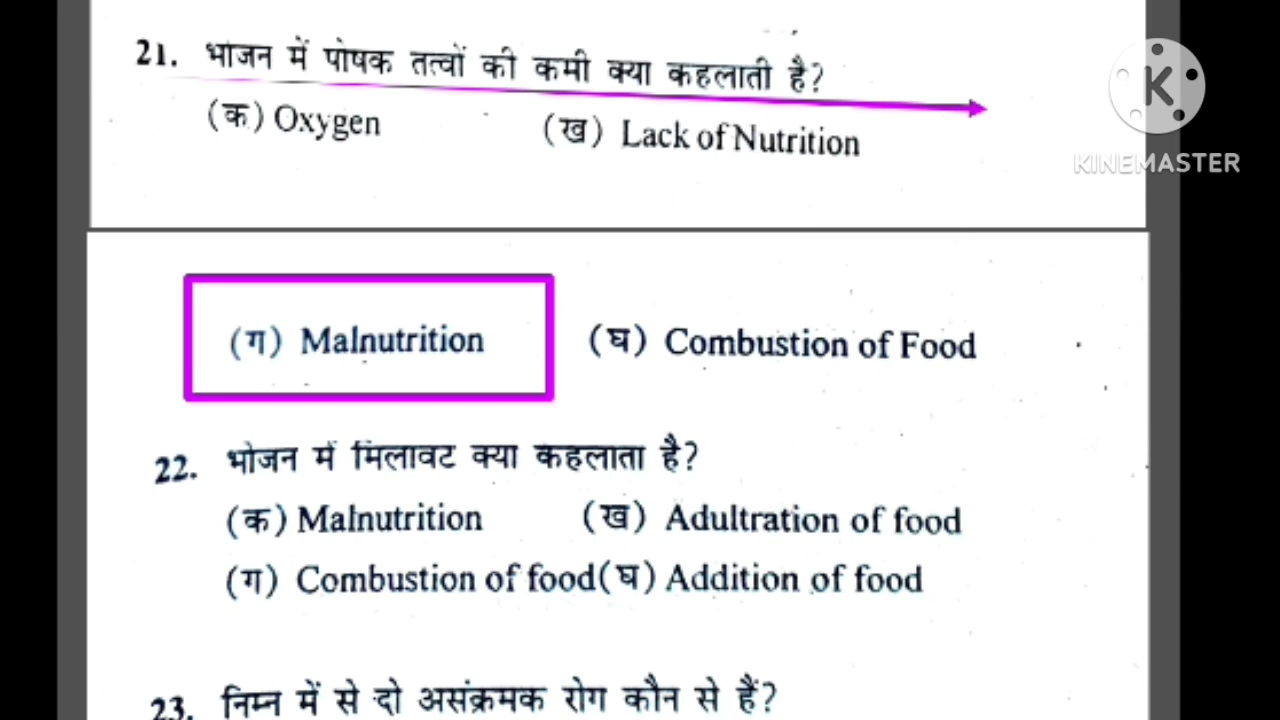 21. भोजन में पोषक तत्वों की कमी क्या कहलाती है?
(क) Oxygen (ख) Lack of Nutrition
K
KINEMASTER
(ग) Malnutrition (घ) Combustion of Food
22. भोजन में मिलावट क्या कहलाता है?
(क) Malnutrition (ख) Adultration of food
(ग) Combustion of food (घ) Addition of food
23. निम्न में से दो असंक्रमक रोग कौन से हैं?